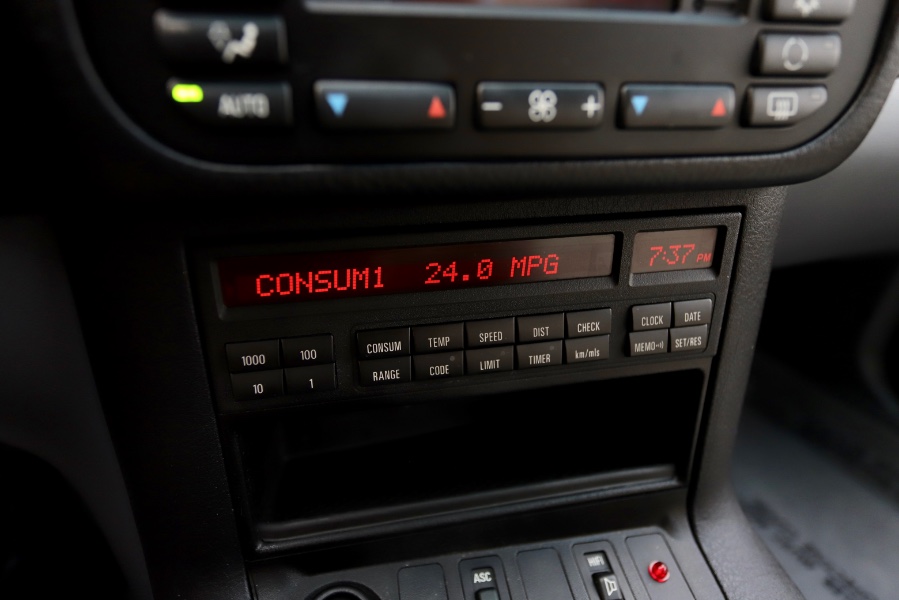 AUTO
CONSUM1 24.0 MPG
7:37 PM
1000 100
10 1
CONSUM TEMP SPEED DIST CHECK
RANGE CODE LIMIT TIMER km/mls
CLOCK DATE
MEMO SET/RES
ASC
HIFI